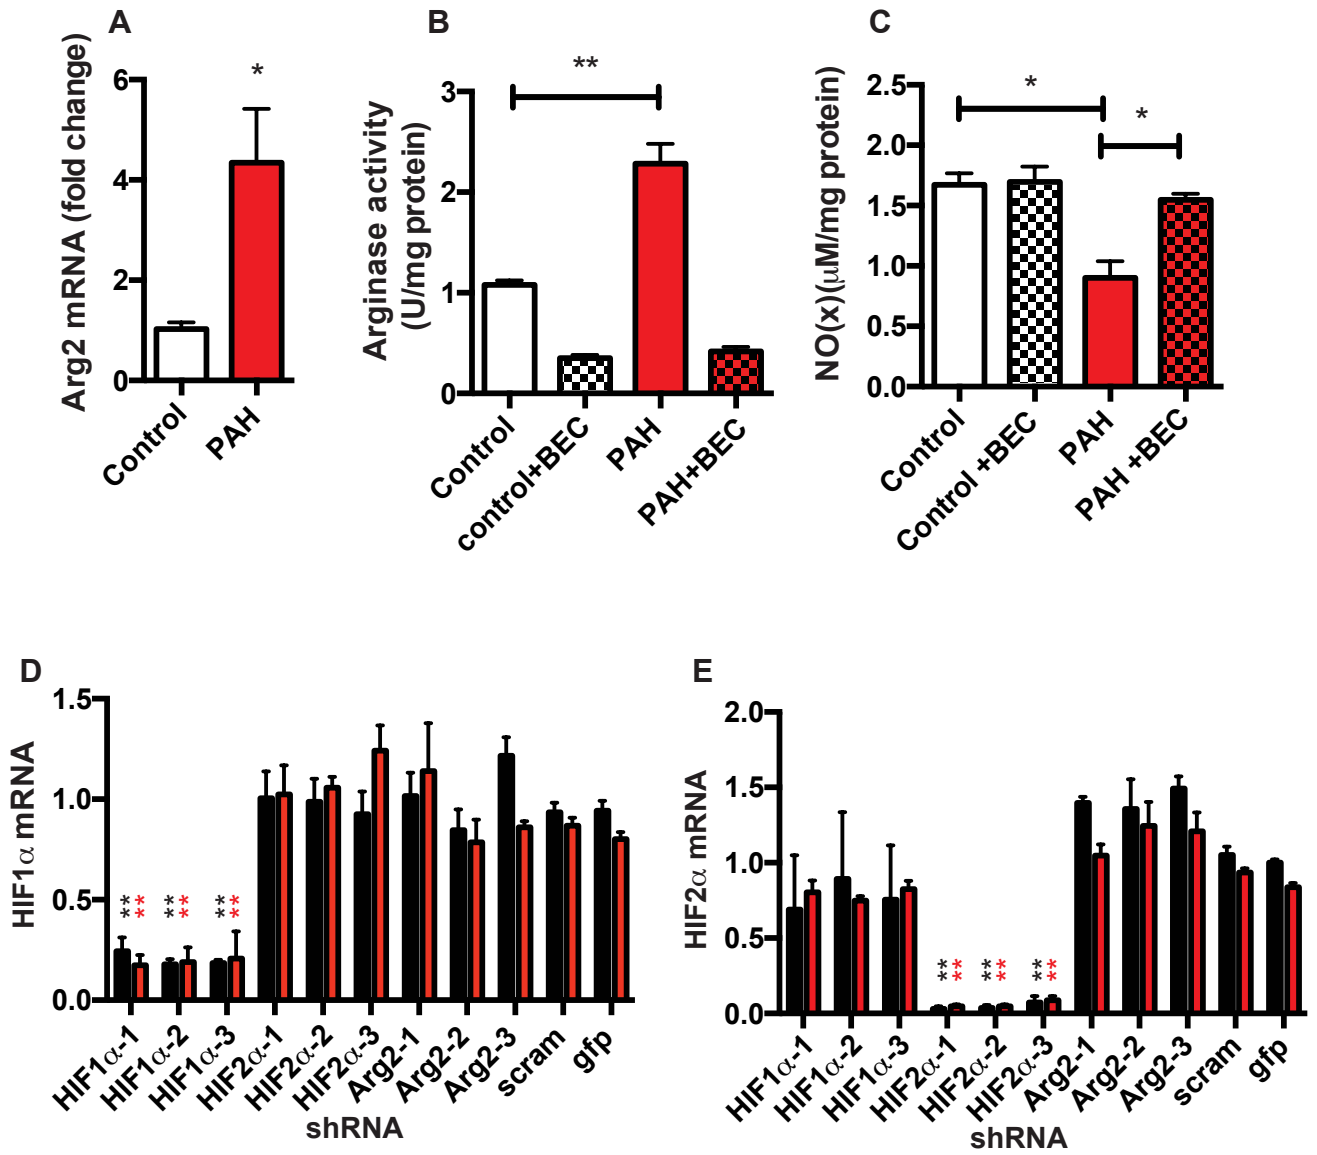 A
Arg2 mRNA (fold change)
6
4
2
0
*
Control
PAH
B
Arginase activity
(U/mg protein)
3
2
1
0
**
Control
control+BEC
PAH
PAH+BEC
C
NO(x)(μM/mg protein)
2.5
2.0
1.5
1.0
0.5
0.0
*
*
Control
Control +BEC
PAH
PAH +BEC
D
HIF1α mRNA
1.5
1.0
0.5
0.0
** ** ** ** ** **
HIF1α-1
HIF1α-2
HIF1α-3
HIF2α-1
HIF2α-2
HIF2α-3
Arg2-1
Arg2-2
Arg2-3
scram
gfp
shRNA
E
HIF2α mRNA
2.0
1.5
1.0
0.5
0.0
** ** ** ** ** **
HIF1α-1
HIF1α-2
HIF1α-3
HIF2α-1
HIF2α-2
HIF2α-3
Arg2-1
Arg2-2
Arg2-3
scram
gfp
shRNA